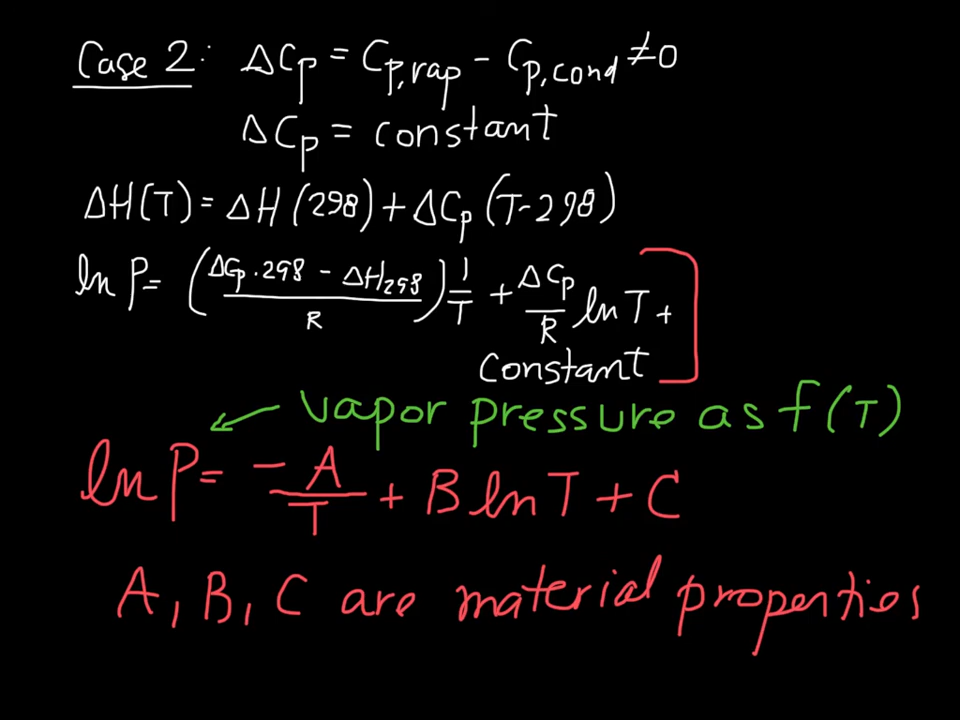 Case 2: ΔCp = Cp,vap - Cp,cond ≠0
ΔCp = constant
ΔH(T) = ΔH(298) + ΔCp (T-298)
ln P= (ΔCp · 298 - ΔH298 / R) 1/T + ΔCp/R ln T +
constant
vapor pressure as f(T)
ln P= -A/T + B ln T + C
A, B, C are material properties